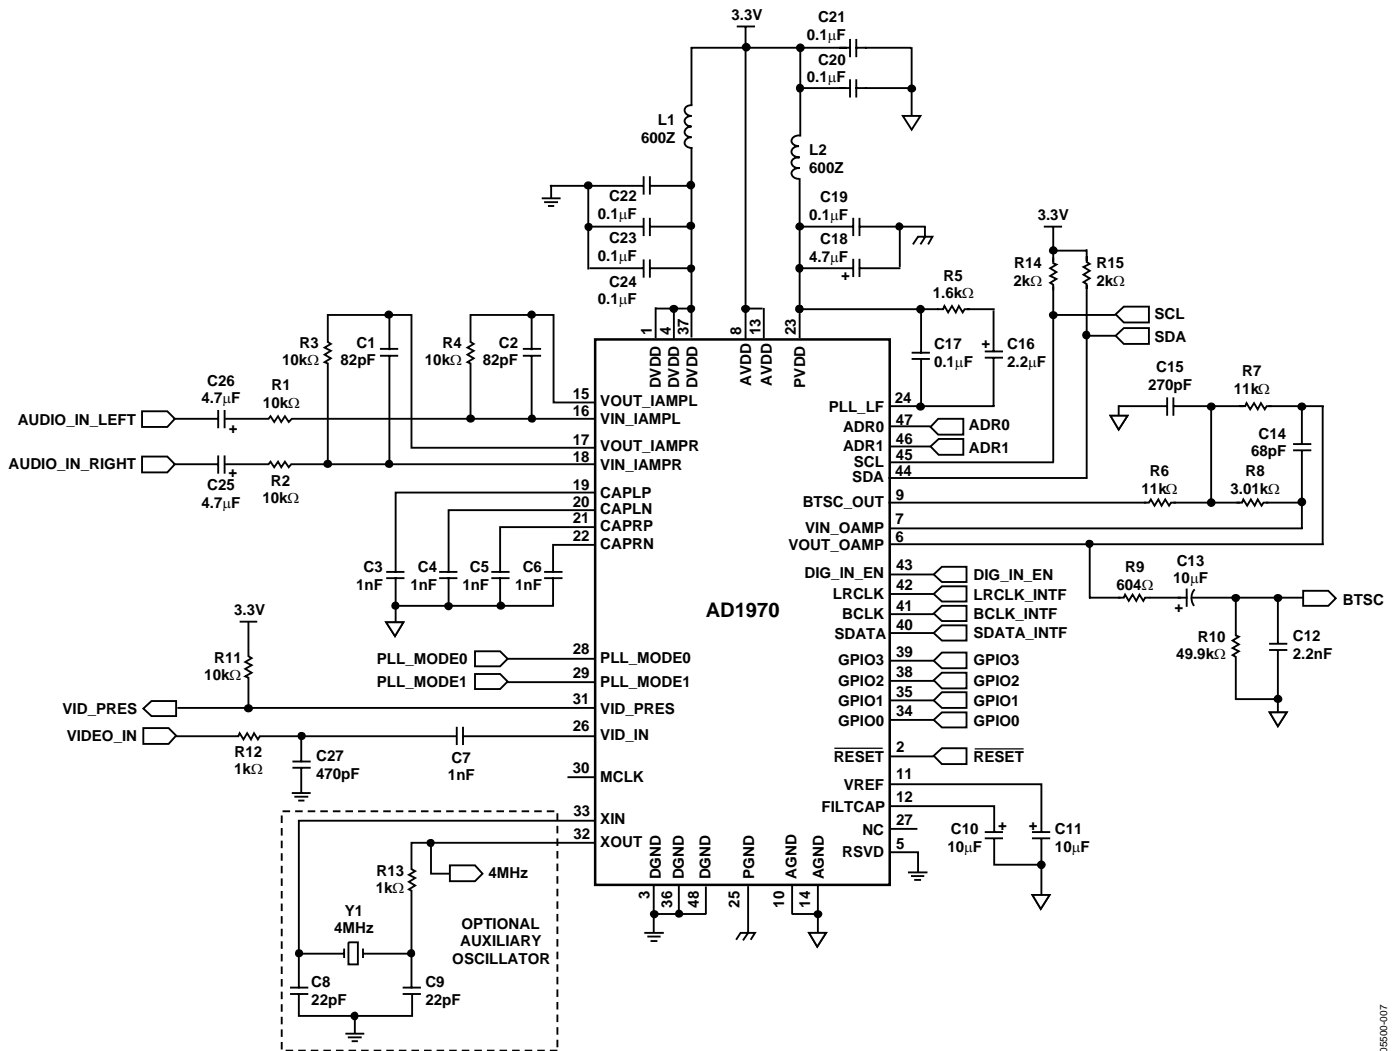 3.3V
C21
0.1μF
C20
0.1μF
L1
600Z
L2
600Z
C22
0.1μF
C23
0.1μF
C24
0.1μF
C19
0.1μF
C18
4.7μF
+
3.3V
R14
2kΩ
R15
2kΩ
SCL
SDA
R5
1.6kΩ
C17
0.1μF
+
C16
2.2μF
R3
10kΩ
C1
82pF
R4
10kΩ
C2
82pF
1
4
37
8
13
23
DVDD
DVDD
DVDD
AVDD
AVDD
PVDD
C26
4.7μF
+
R1
10kΩ
AUDIO_IN_LEFT
AUDIO_IN_RIGHT
+
C25
4.7μF
R2
10kΩ
15
VOUT_IAMPL
16
VIN_IAMPL
17
VOUT_IAMPR
18
VIN_IAMPR
19
CAPLP
20
CAPLN
21
CAPRP
22
CAPRN
C3
1nF
C4
1nF
C5
1nF
C6
1nF
3.3V
R11
10kΩ
PLL_MODE0
28
PLL_MODE0
PLL_MODE1
29
PLL_MODE1
VID_PRES
31
VID_PRES
VIDEO_IN
26
VID_IN
R12
1kΩ
C27
470pF
C7
1nF
30
MCLK
33
XIN
32
XOUT
R13
1kΩ
4MHz
Y1
4MHz
OPTIONAL
AUXILIARY
OSCILLATOR
C8
22pF
C9
22pF
AD1970
24
PLL_LF
47
ADR0
ADR0
46
ADR1
ADR1
45
SCL
44
SDA
9
BTSC_OUT
7
VIN_OAMP
6
VOUT_OAMP
C15
270pF
R7
11kΩ
C14
68pF
R6
11kΩ
R8
3.01kΩ
43
DIG_IN_EN
DIG_IN_EN
42
LRCLK
LRCLK_INTF
41
BCLK
BCLK_INTF
40
SDATA
SDATA_INTF
39
GPIO3
GPIO3
38
GPIO2
GPIO2
35
GPIO1
GPIO1
34
GPIO0
GPIO0
R9
604Ω
C13
10μF
+
BTSC
R10
49.9kΩ
C12
2.2nF
2
RESET
RESET
11
VREF
12
FILTCAP
27
NC
5
RSVD
C10
10μF
+
+
C11
10μF
DGND
DGND
DGND
PGND
AGND
AGND
3
36
48
25
10
14
05500-007